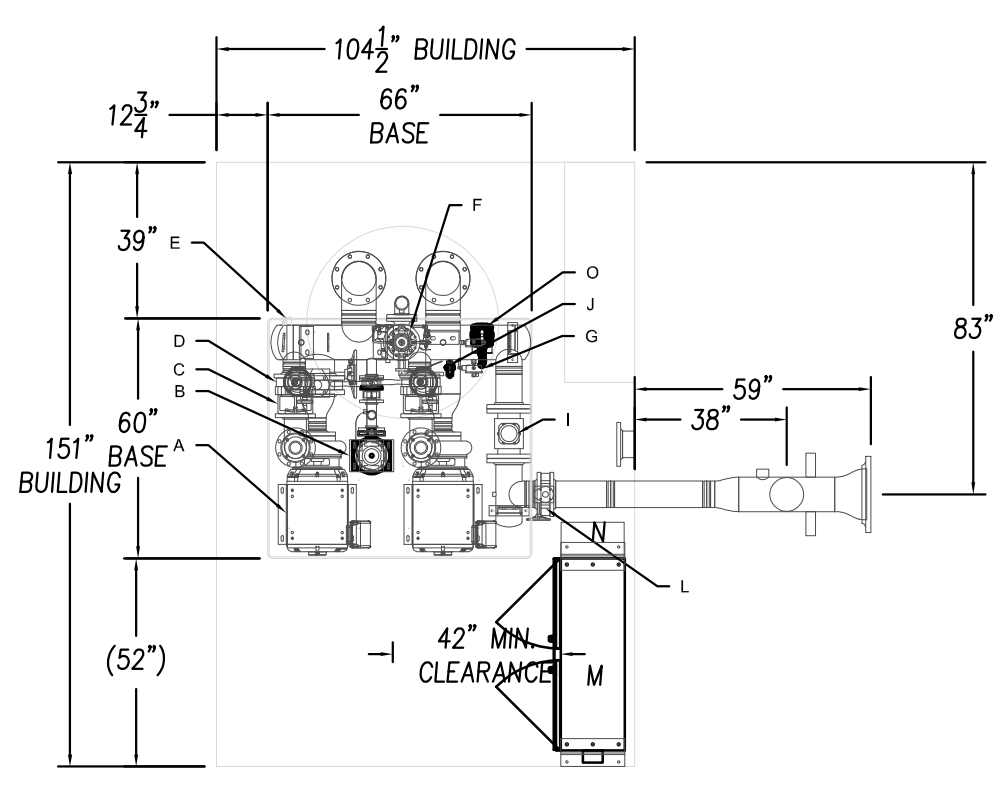 104 1/2" BUILDING
12 3/4"
66"
BASE
F
39"
E
O
J
G
83"
D
C
B
A
59"
38"
I
60"
BASE
151"
BUILDING
N
L
42" MIN.
CLEARANCE
(52")
M